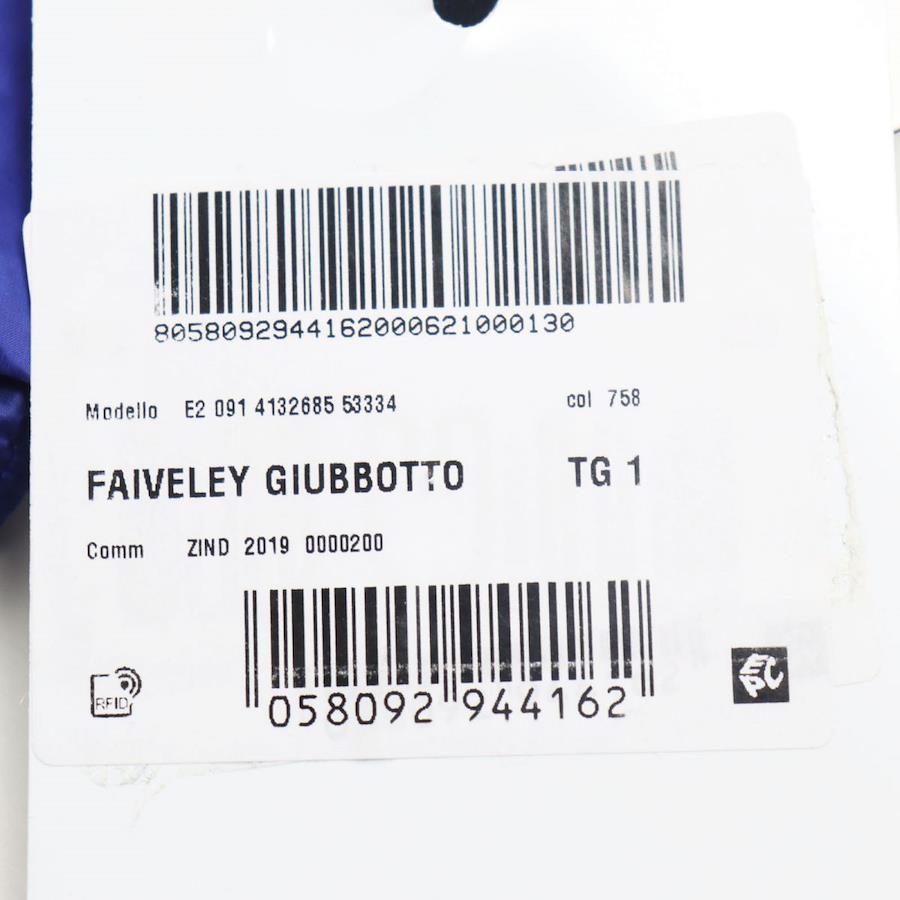 8058092944162000621000130
Modello E2 091 4132685 53334 col 758
FAIVELEY GIUBBOTTO TG 1
Comm ZIND 2019 0000200
RFID
058092 944162
EPC